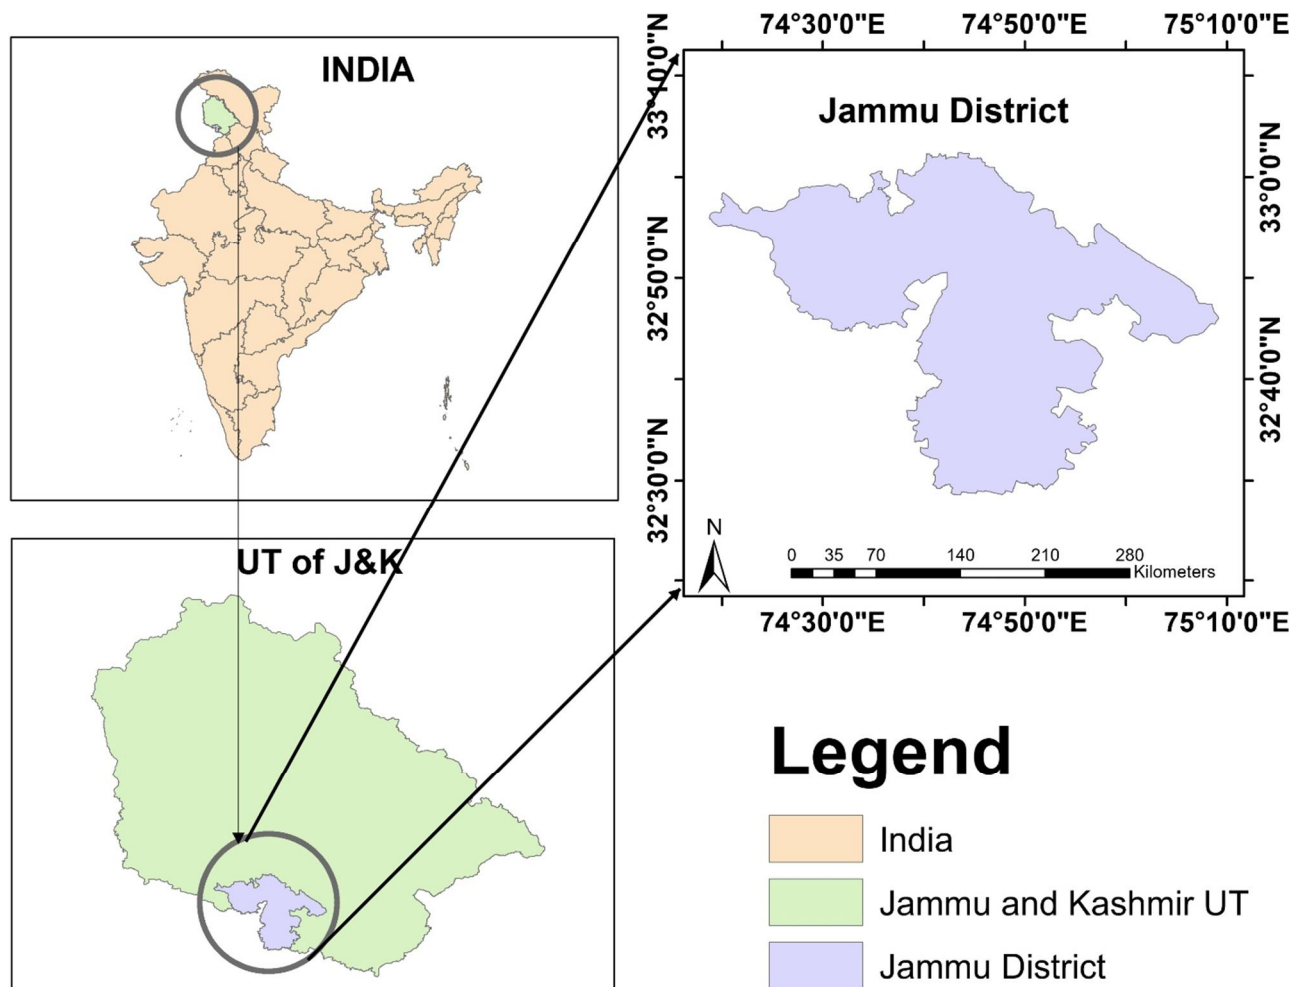 INDIA
UT of J&K
74°30'0"E 74°50'0"E 75°10'0"E
33°10'0"N
32°50'0"N
32°30'0"N
Jammu District
33°0'0"N
32°40'0"N
N
0 35 70 140 210 280
Kilometers
74°30'0"E 74°50'0"E 75°10'0"E
Legend
India
Jammu and Kashmir UT
Jammu District